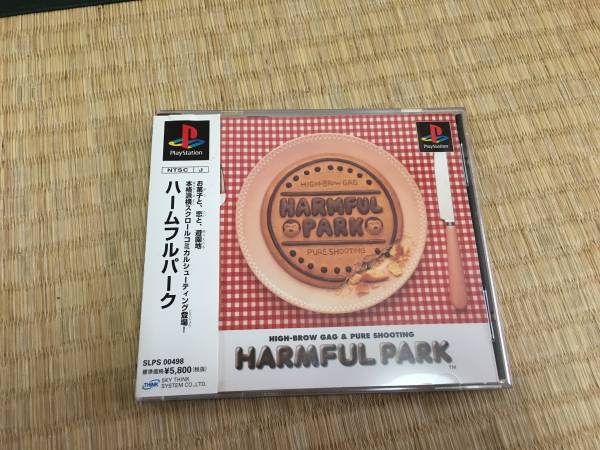 PlayStation
NTSC J
お菓子と、恋と、遊園地
本格派横スクロールコミカルシューティング登場!
ハームフルパーク
SLPS 00498
標準価格¥5,800(税抜)
THINK
SKY THINK
SYSTEM CO.,LTD.
PlayStation
HIGH-BROW GAG
HARMFUL
PARK
PURE SHOOTING
HIGH-BROW GAG & PURE SHOOTING
HARMFUL PARK
TM